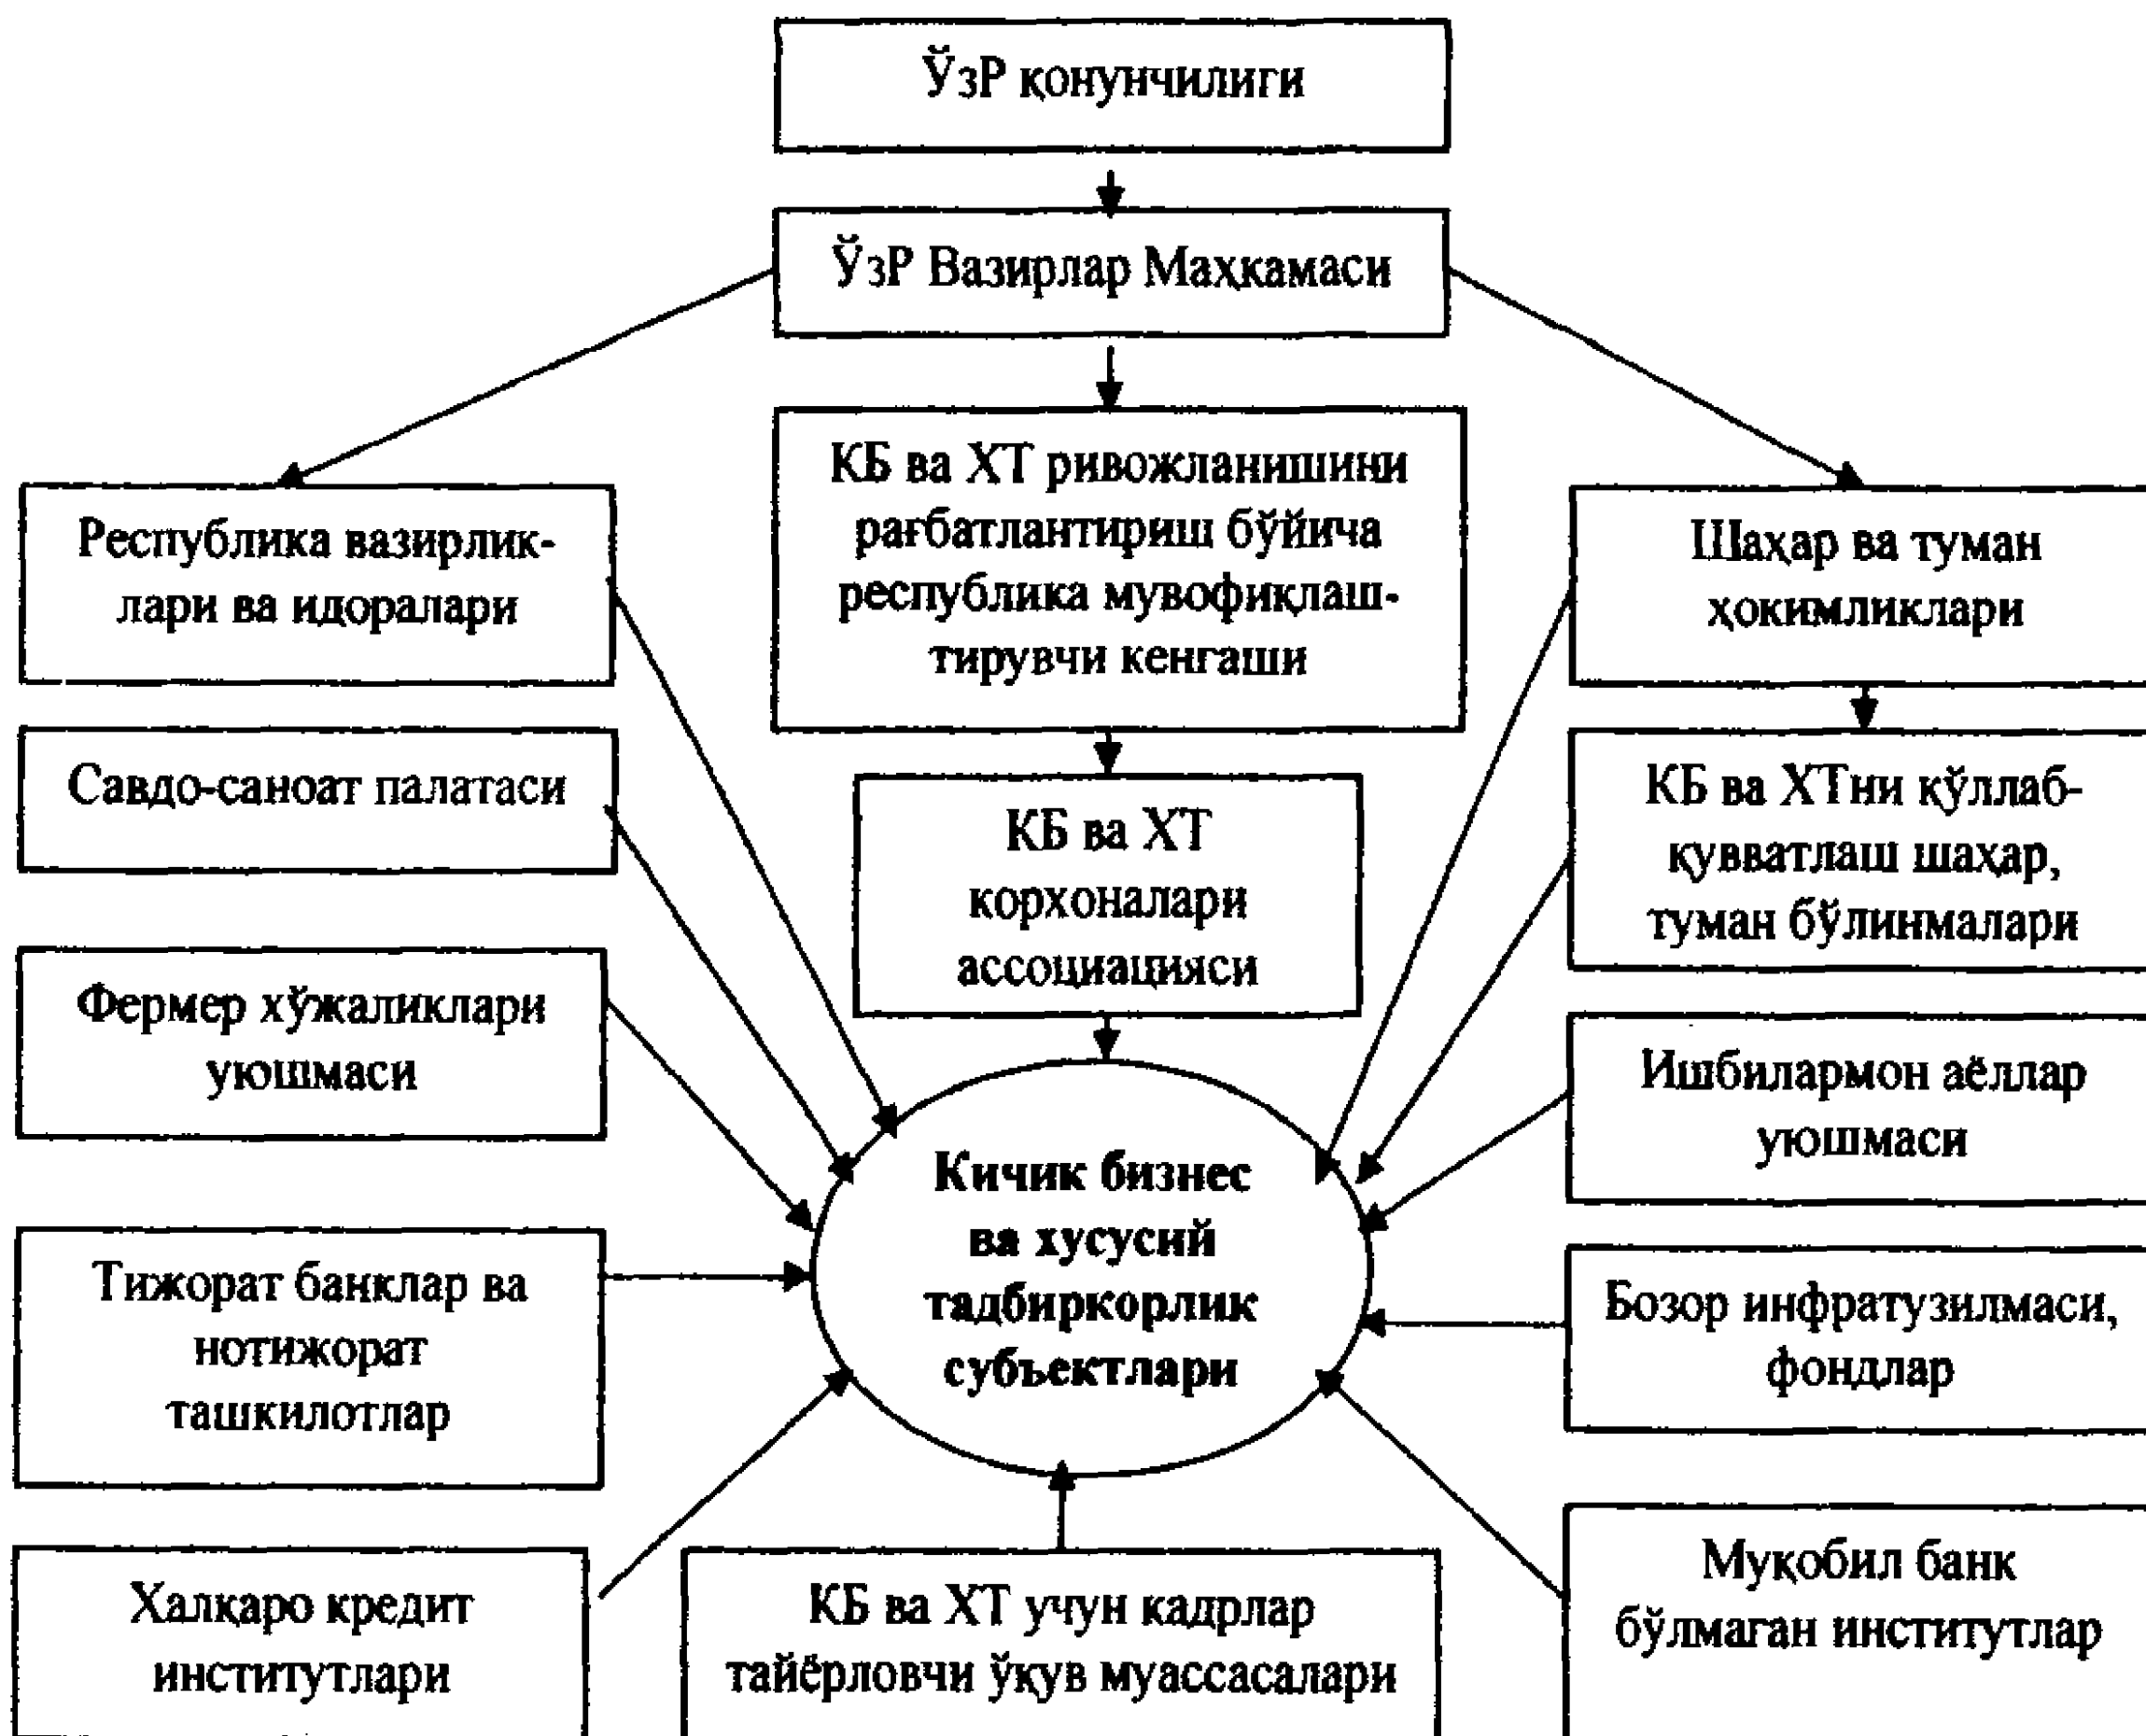 ЎзР қонунчилиги
ЎзР Вазирлар Маҳкамаси
КБ ва ХТ ривожланишини
рағбатлантириш бўйича
республика мувофиқлаш-
тирувчи кенгаши
Республика вазирлик-
лари ва идоралари
Шаҳар ва туман
ҳокимликлари
Савдо-саноат палатаси
КБ ва ХТ
корхоналари
ассоциацияси
КБ ва ХТни қўллаб-
қувватлаш шаҳар,
туман бўлинмалари
Фермер хўжаликлари
уюшмаси
Ишбилармон аёллар
уюшмаси
Кичик бизнес
ва хусусий
тадбиркорлик
субъектлари
Тижорат банклар ва
нотижорат
ташкилотлар
Бозор инфратузилмаси,
фондлар
Халқаро кредит
институтлари
КБ ва ХТ учун кадрлар
тайёрловчи ўқув муассасалари
Муқобил банк
бўлмаган институтлар